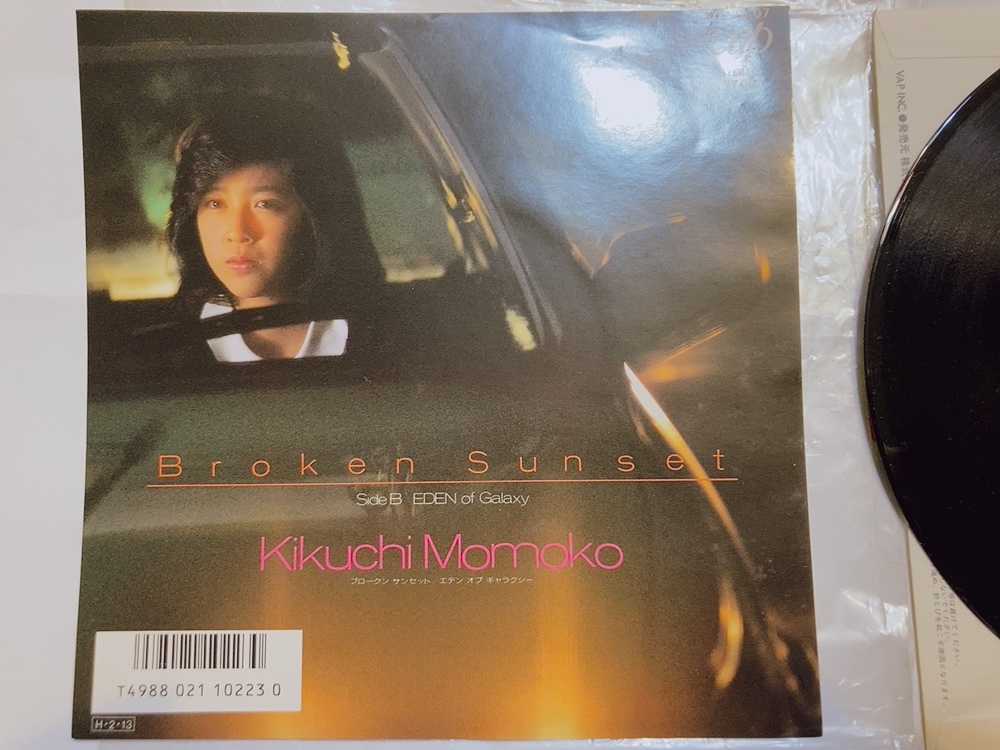 Broken Sunset
Side B EDEN of Galaxy
Kikuchi Momoko
ブロークン サンセット エデン オブ ギャラクシー
T4988 021 10223 0
H・2・13
VAP INC.●発売元 株式